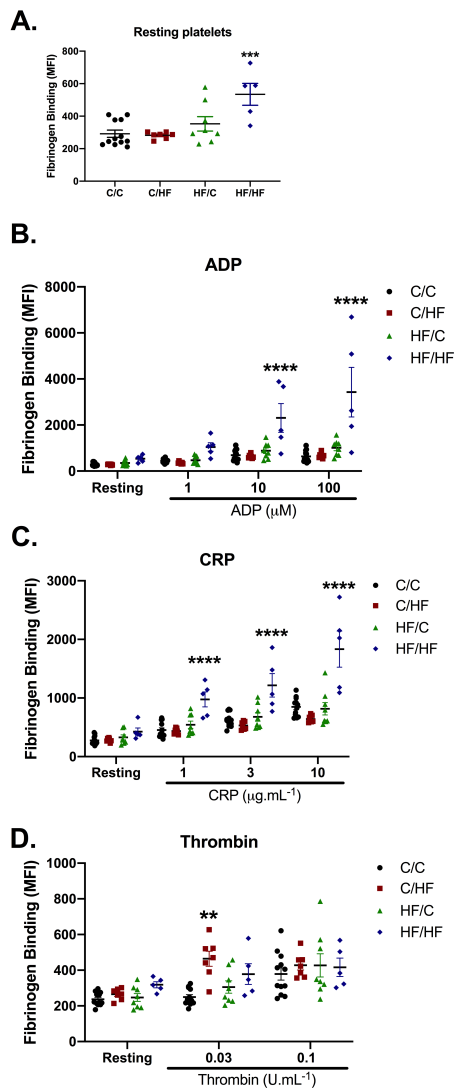 A.
Resting platelets
***
Fibrinogen Binding (MFI)
800
600
400
200
0
C/C C/HF HF/C HF/HF
B.
ADP
C/C
C/HF
HF/C
HF/HF
****
****
Fibrinogen Binding (MFI)
8000
6000
4000
2000
0
Resting 1 10 100
ADP (μM)
C.
CRP
C/C
C/HF
HF/C
HF/HF
****
****
****
Fibrinogen Binding (MFI)
3000
2000
1000
0
Resting 1 3 10
CRP (μg.mL⁻¹)
D.
Thrombin
C/C
C/HF
HF/C
HF/HF
**
Fibrinogen Binding (MFI)
1000
800
600
400
200
0
Resting 0.03 0.1
Thrombin (U.mL⁻¹)